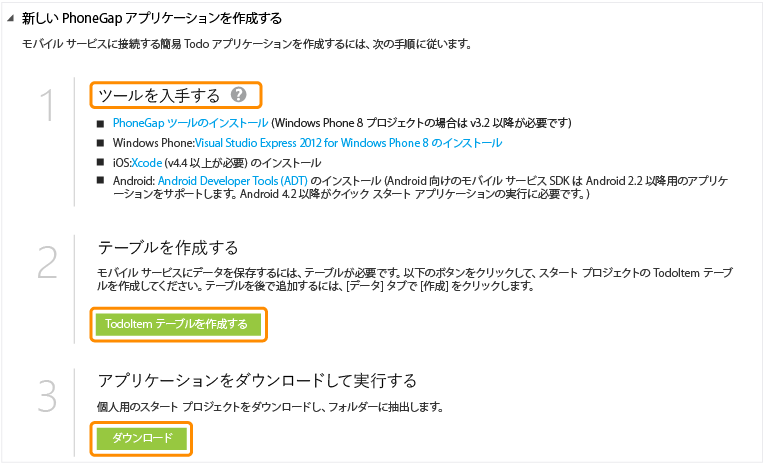 新しい PhoneGap アプリケーションを作成する
モバイル サービスに接続する簡易 Todo アプリケーションを作成するには、次の手順に従います。
1
ツールを入手する ?
PhoneGap ツールのインストール (Windows Phone 8 プロジェクトの場合は v3.2 以降が必要です)
Windows Phone:Visual Studio Express 2012 for Windows Phone 8 のインストール
iOS:Xcode (v4.4 以上が必要) のインストール
Android: Android Developer Tools (ADT) のインストール (Android 向けのモバイル サービス SDK は Android 2.2 以降用のアプリケ
ーションをサポートします。Android 4.2 以降がクイック スタート アプリケーションの実行に必要です。)
2
テーブルを作成する
モバイル サービスにデータを保存するには、テーブルが必要です。以下のボタンをクリックして、スタート プロジェクトの TodoItem テーブ
ルを作成してください。テーブルを後で追加するには、[データ] タブで [作成] をクリックします。
TodoItem テーブルを作成する
3
アプリケーションをダウンロードして実行する
個人用のスタート プロジェクトをダウンロードし、フォルダーに抽出します。
ダウンロード